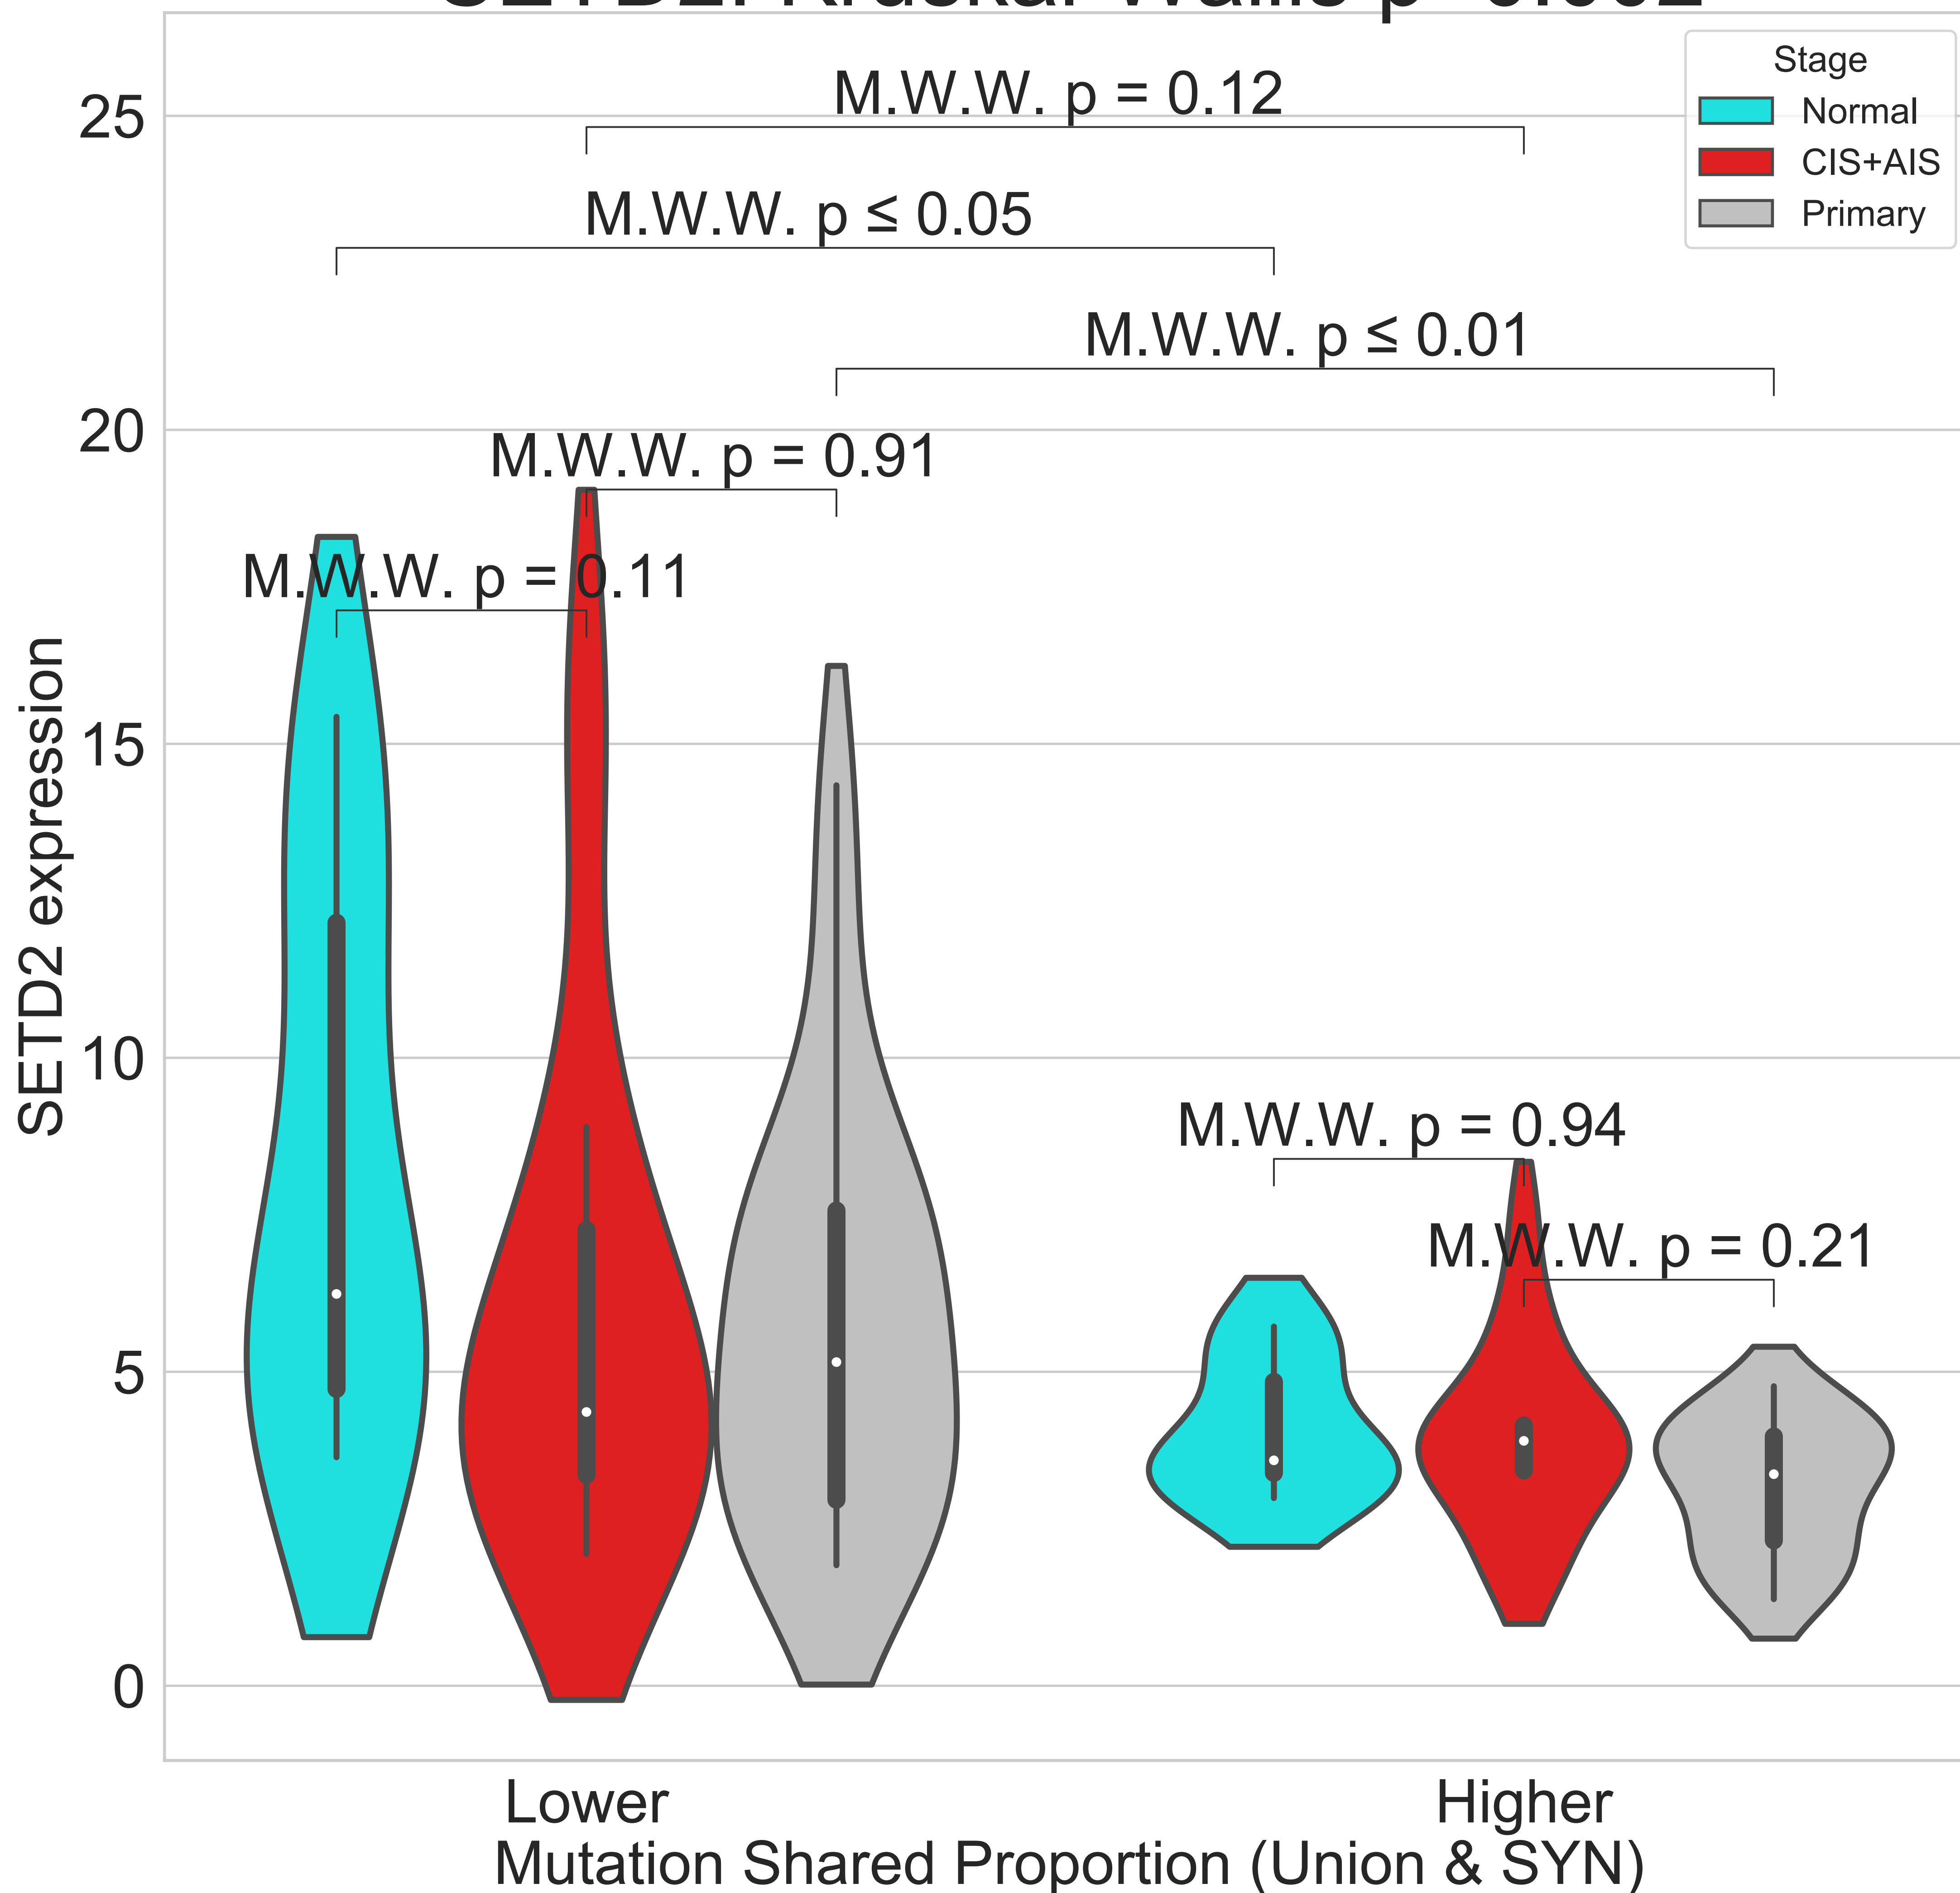 M.W.W. p = 0.12
M.W.W. p ≤ 0.05
M.W.W. p ≤ 0.01
M.W.W. p = 0.91
M.W.W. p = 0.11
M.W.W. p = 0.94
M.W.W. p = 0.21
Stage
Normal
CIS+AIS
Primary
25
20
15
10
5
0
SETD2 expression
Lower
Higher
Mutation Shared Proportion (Union & SYN)